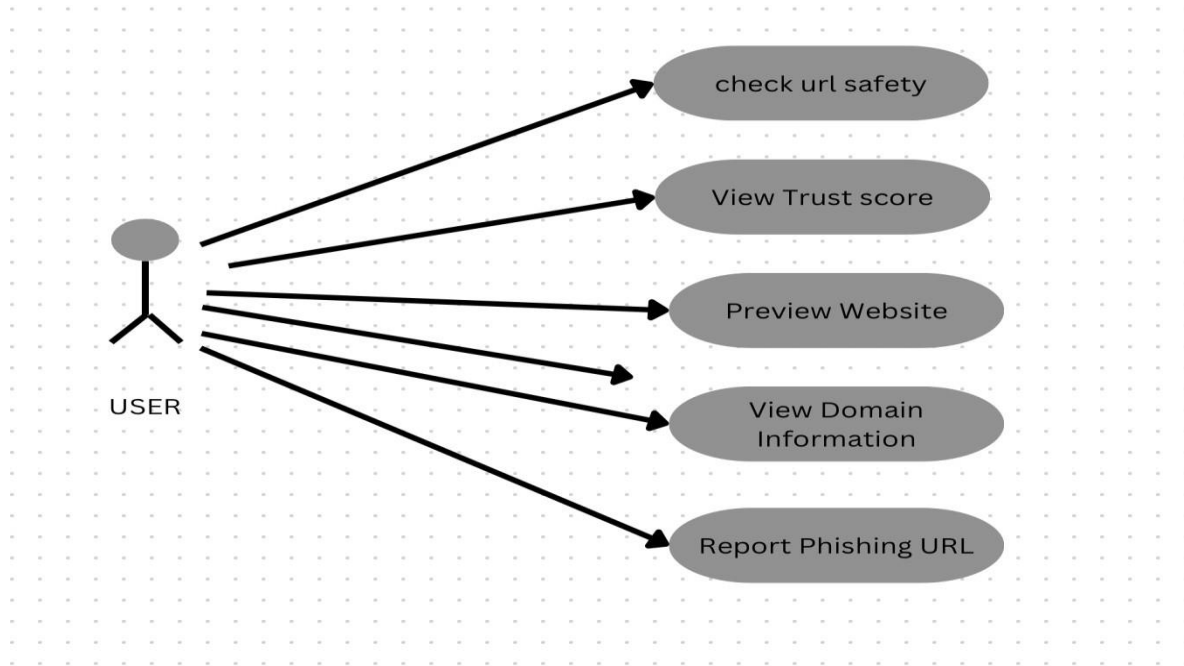 check url safety
View Trust score
Preview Website
USER
View Domain
Information
Report Phishing URL